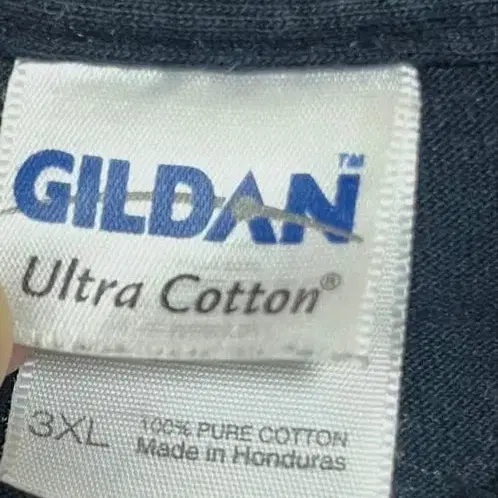 GILDAN™
Ultra Cotton®
3XL 100% PURE COTTON
Made in Honduras